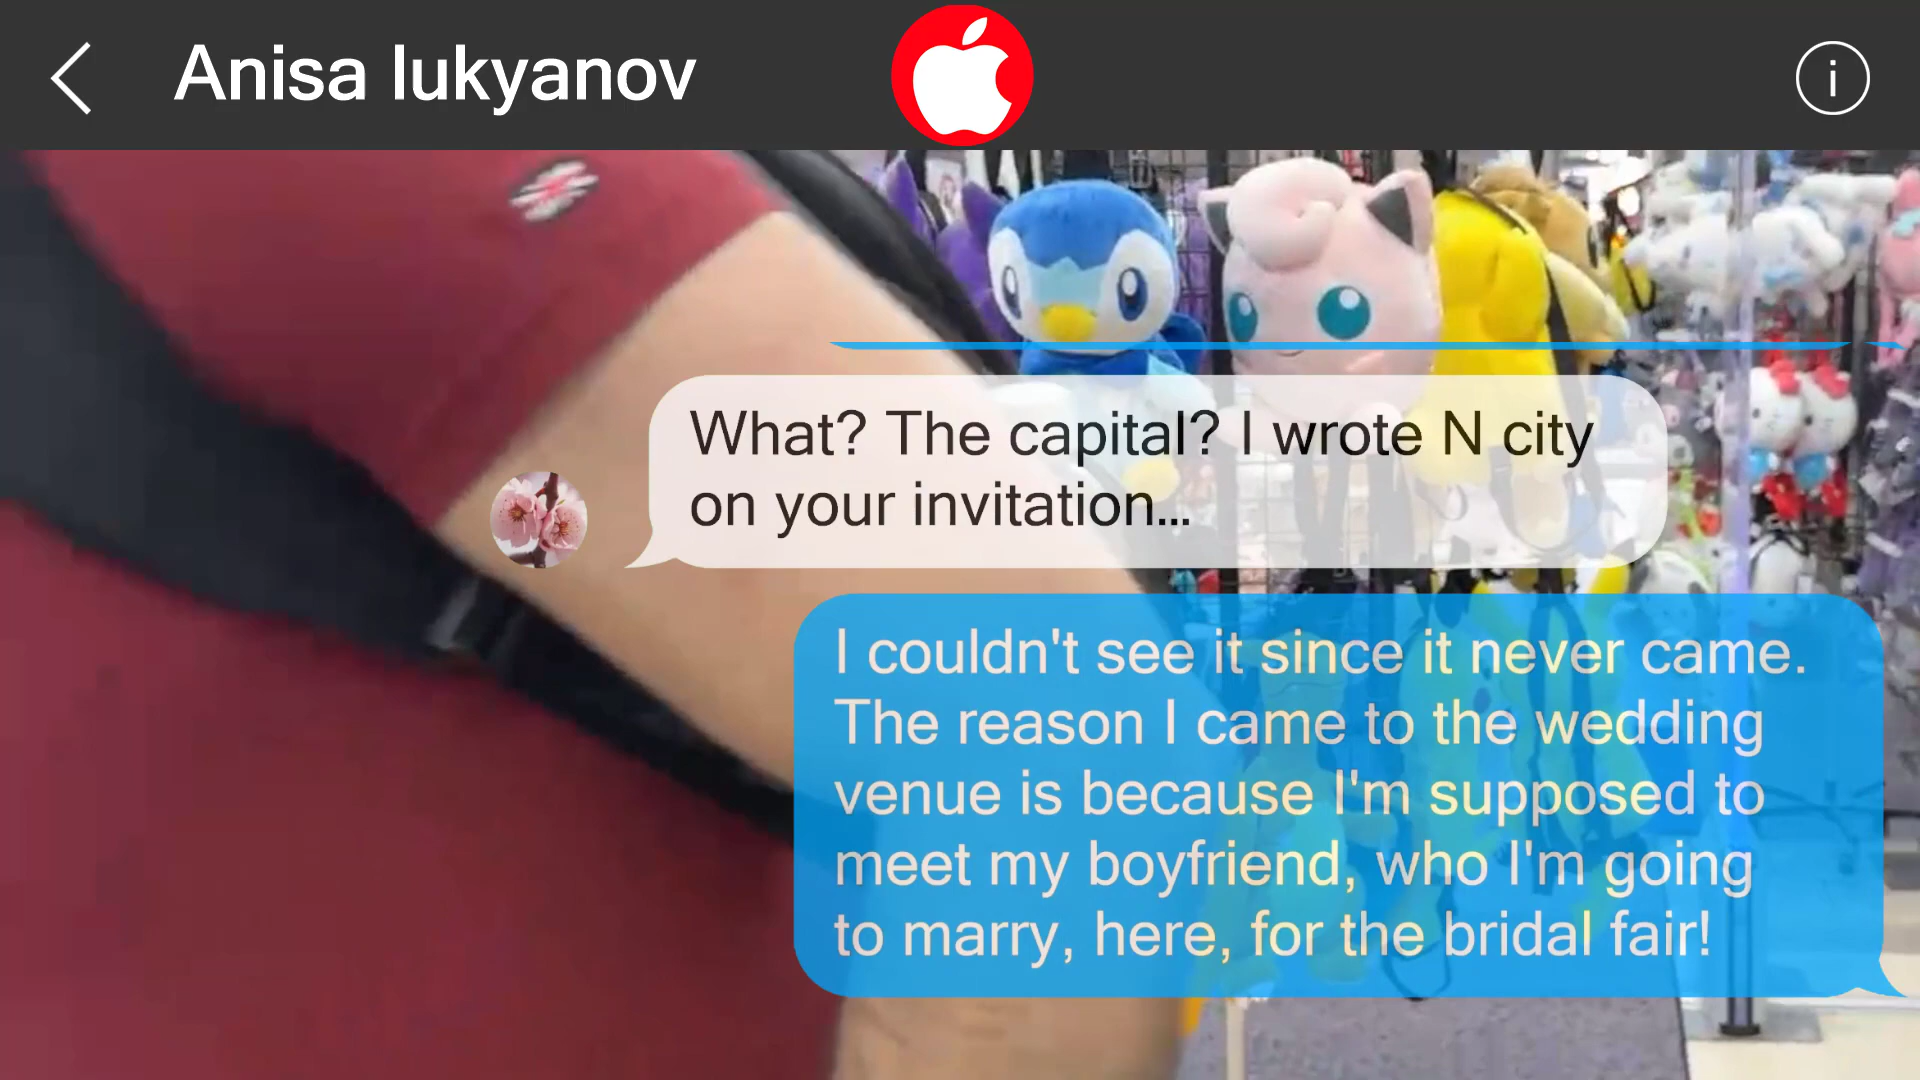 Anisa lukyanov
i
What? The capital? I wrote N city
on your invitation...
I couldn't see it since it never came.
The reason I came to the wedding
venue is because I'm supposed to
meet my boyfriend, who I'm going
to marry, here, for the bridal fair!